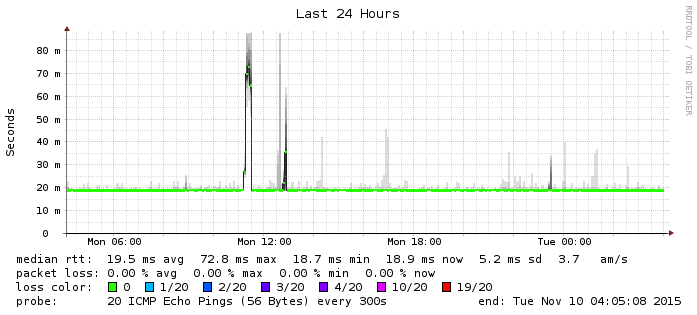 Last 24 Hours
RRDTOOL / TOBI OETIKER
Seconds
80 m
70 m
60 m
50 m
40 m
30 m
20 m
10 m
0
Mon 06:00 Mon 12:00 Mon 18:00 Tue 00:00
median rtt: 19.5 ms avg 72.8 ms max 18.7 ms min 18.9 ms now 5.2 ms sd 3.7 am/s
packet loss: 0.00 % avg 0.00 % max 0.00 % min 0.00 % now
loss color: 0 1/20 2/20 3/20 4/20 10/20 19/20
probe: 20 ICMP Echo Pings (56 Bytes) every 300s end: Tue Nov 10 04:05:08 2015